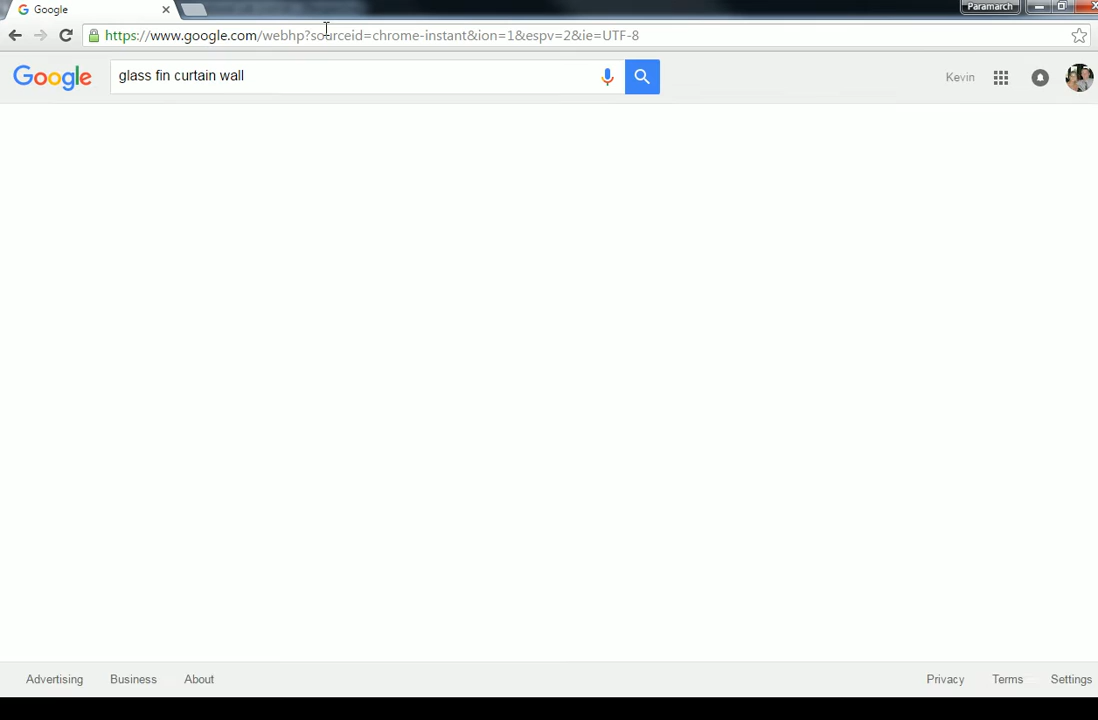 Google
Paramarch
https://www.google.com/webhp?sourceid=chrome-instant&ion=1&espv=2&ie=UTF-8
Google
glass fin curtain wall
Kevin
Advertising Business About Privacy Terms Settings